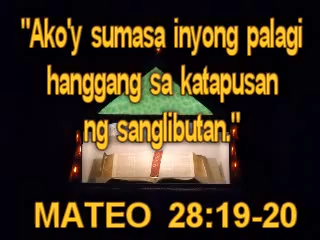 "Ako'y sumasa inyong palagi
hanggang sa katapusan
ng sanglibutan."
MATEO 28:19-20